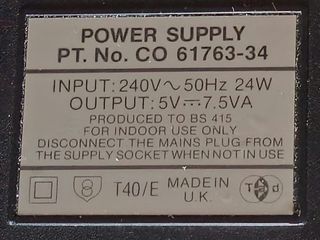 POWER SUPPLY
PT. No. CO 61763-34
INPUT: 240V∼50Hz 24W
OUTPUT: 5V⎓7.5VA
PRODUCED TO BS 415
FOR INDOOR USE ONLY
DISCONNECT THE MAINS PLUG FROM
THE SUPPLY SOCKET WHEN NOT IN USE
T40/E MADE IN
U.K.